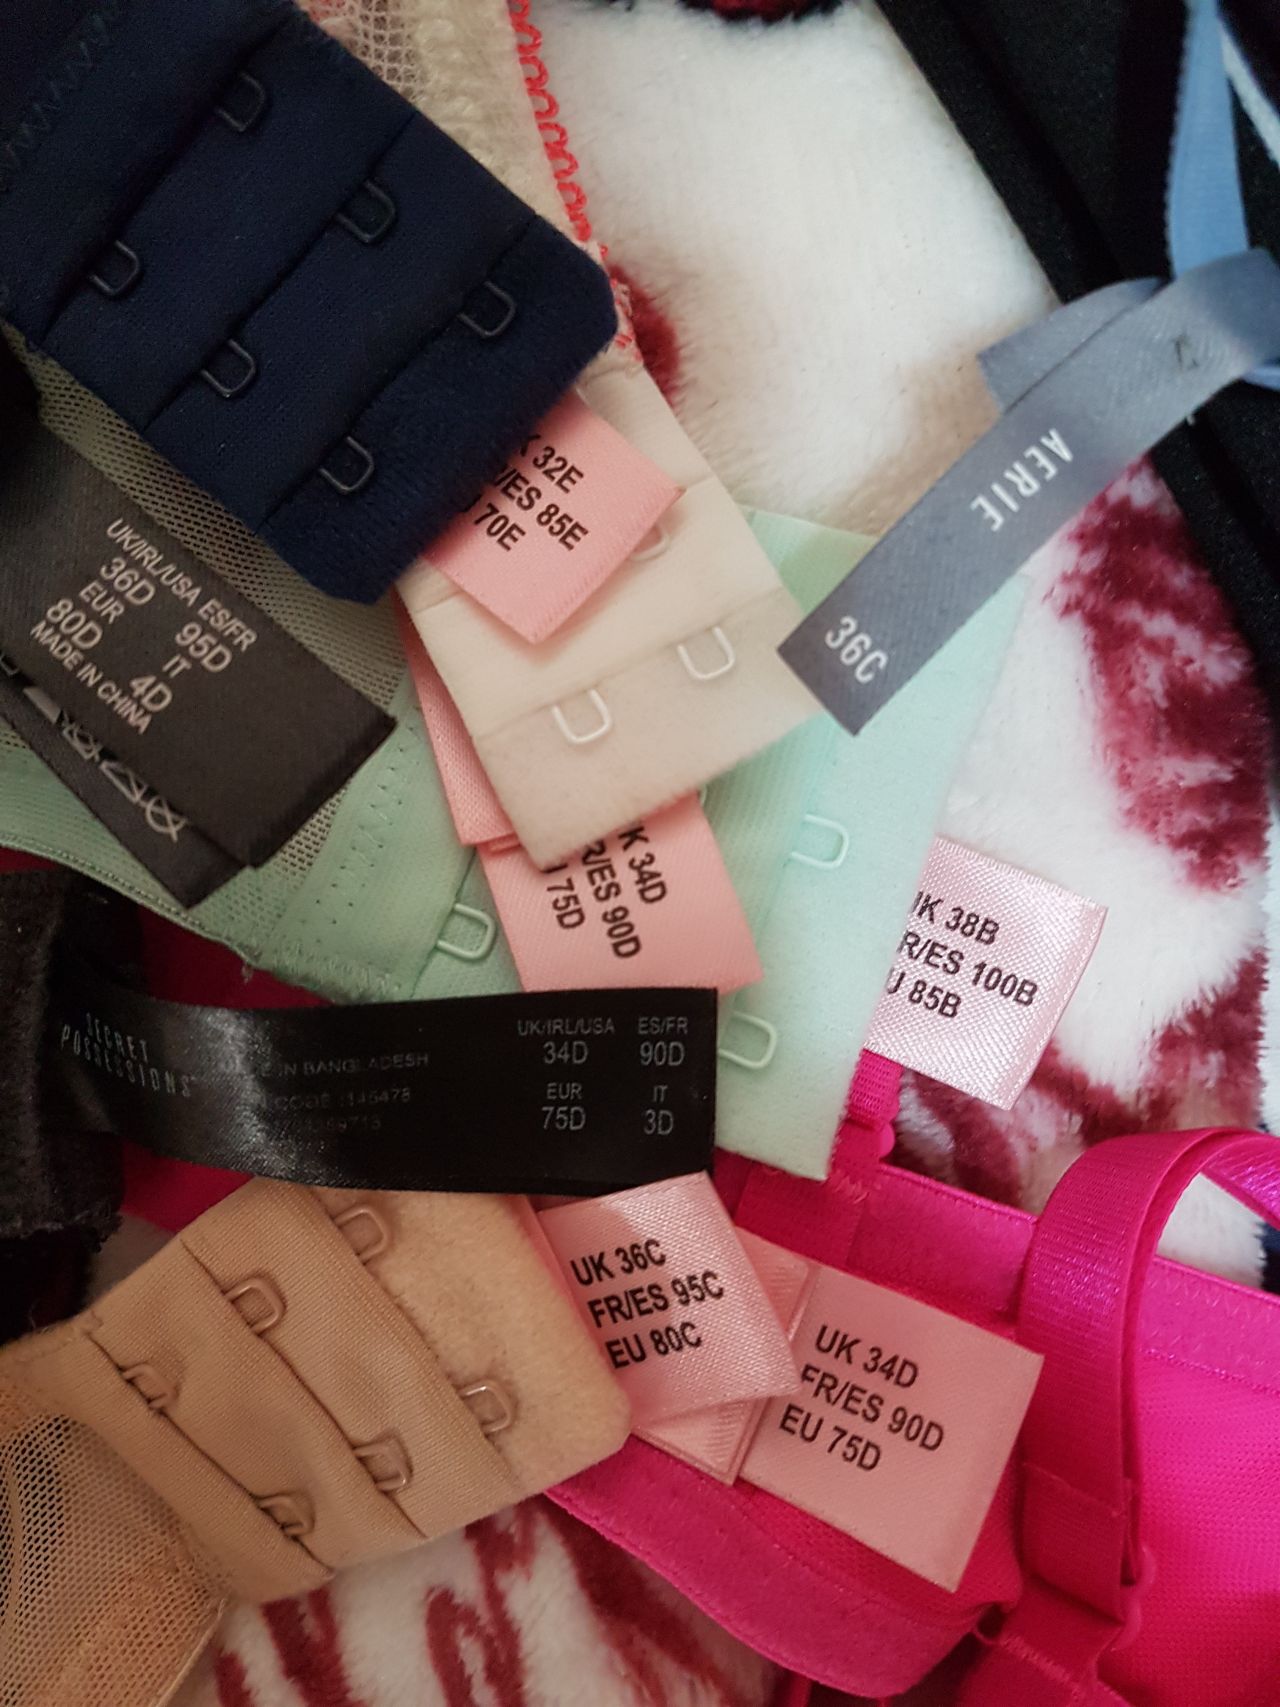 32E
/ES 85E
70E
UK/IRL/USA ES/FR
36D 95D
EUR IT
80D 4D
MADE IN CHINA
AERIE
36C
K 34D
R/ES 90D
75D
UK 38B
R/ES 100B
U 85B
SECRET
POSSESSIONS
E IN BANGLADESH
UK/IRL/USA ES/FR
34D 90D
EUR IT
75D 3D
UK 36C
FR/ES 95C
EU 80C
UK 34D
FR/ES 90D
EU 75D